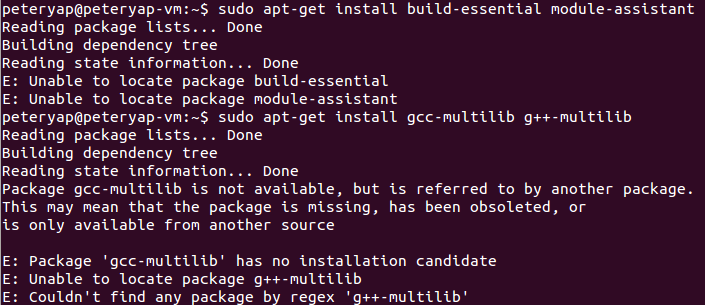 peteryap@peteryap-vm:~$ sudo apt-get install build-essential module-assistant
Reading package lists... Done
Building dependency tree
Reading state information... Done
E: Unable to locate package build-essential
E: Unable to locate package module-assistant
peteryap@peteryap-vm:~$ sudo apt-get install gcc-multilib g++-multilib
Reading package lists... Done
Building dependency tree
Reading state information... Done
Package gcc-multilib is not available, but is referred to by another package.
This may mean that the package is missing, has been obsoleted, or
is only available from another source

E: Package 'gcc-multilib' has no installation candidate
E: Unable to locate package g++-multilib
E: Couldn't find any package by regex 'g++-multilib'